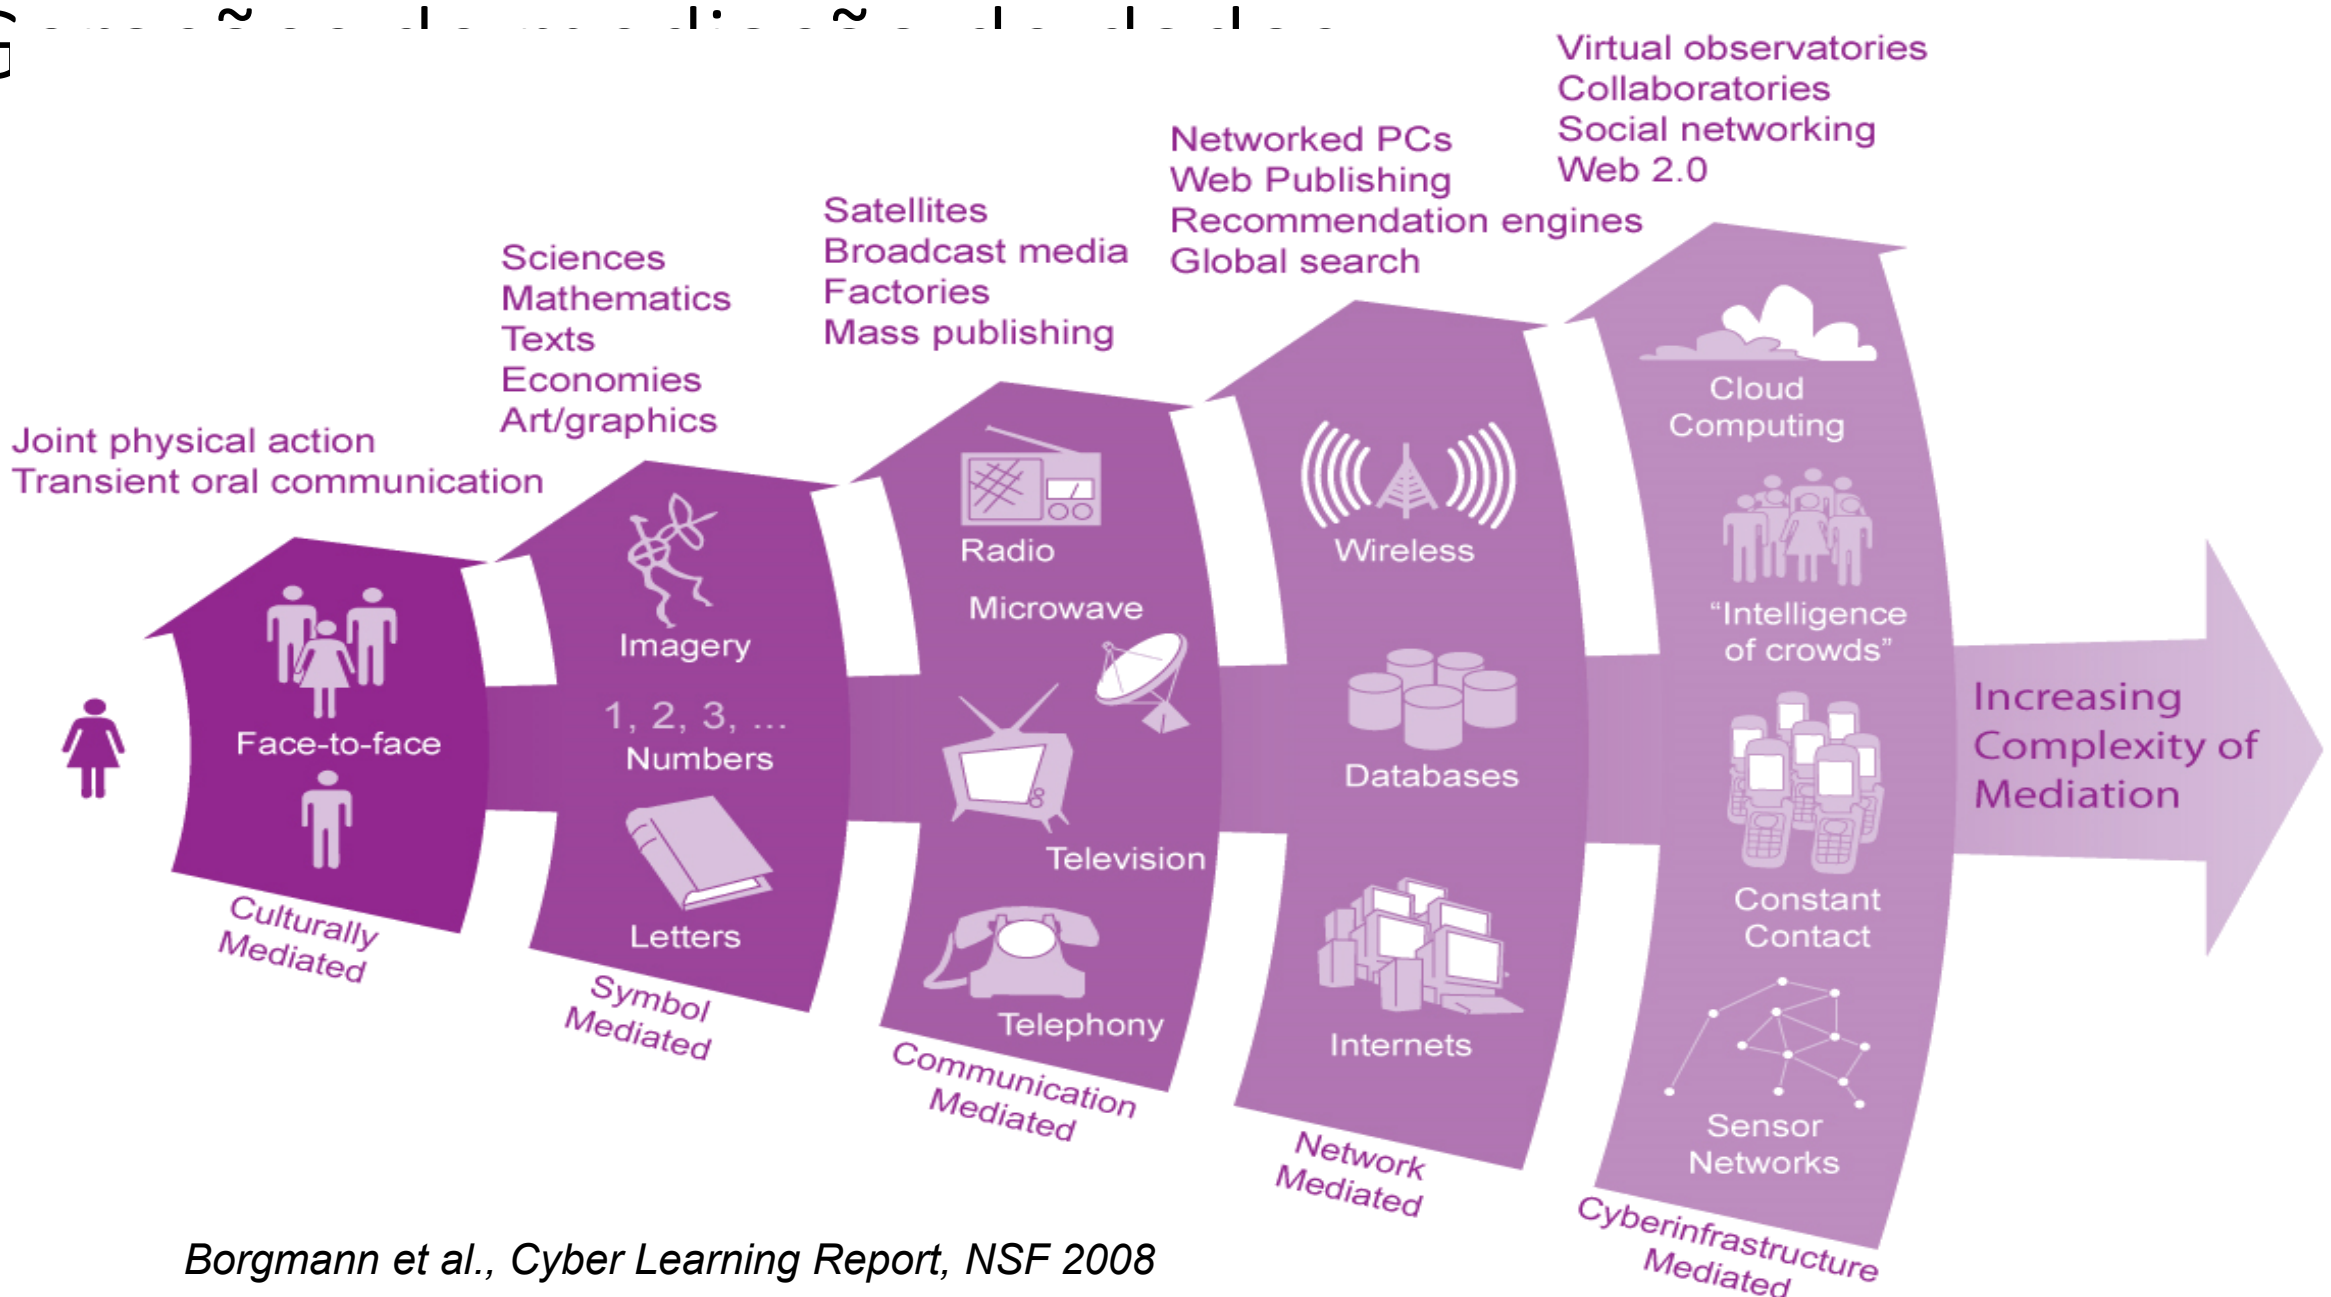 Virtual observatories
Collaboratories
Social networking
Web 2.0
Networked PCs
Web Publishing
Recommendation engines
Global search
Satellites
Broadcast media
Factories
Mass publishing
Sciences
Mathematics
Texts
Economies
Art/graphics
Joint physical action
Transient oral communication
Face-to-face
Culturally
Mediated
Imagery
1, 2, 3, ...
Numbers
Letters
Symbol
Mediated
Radio
Microwave
Television
Telephony
Communication
Mediated
Wireless
Databases
Internets
Network
Mediated
Cloud
Computing
“Intelligence
of crowds”
Constant
Contact
Sensor
Networks
Cyberinfrastructure
Mediated
Increasing
Complexity of
Mediation
Borgmann et al., Cyber Learning Report, NSF 2008